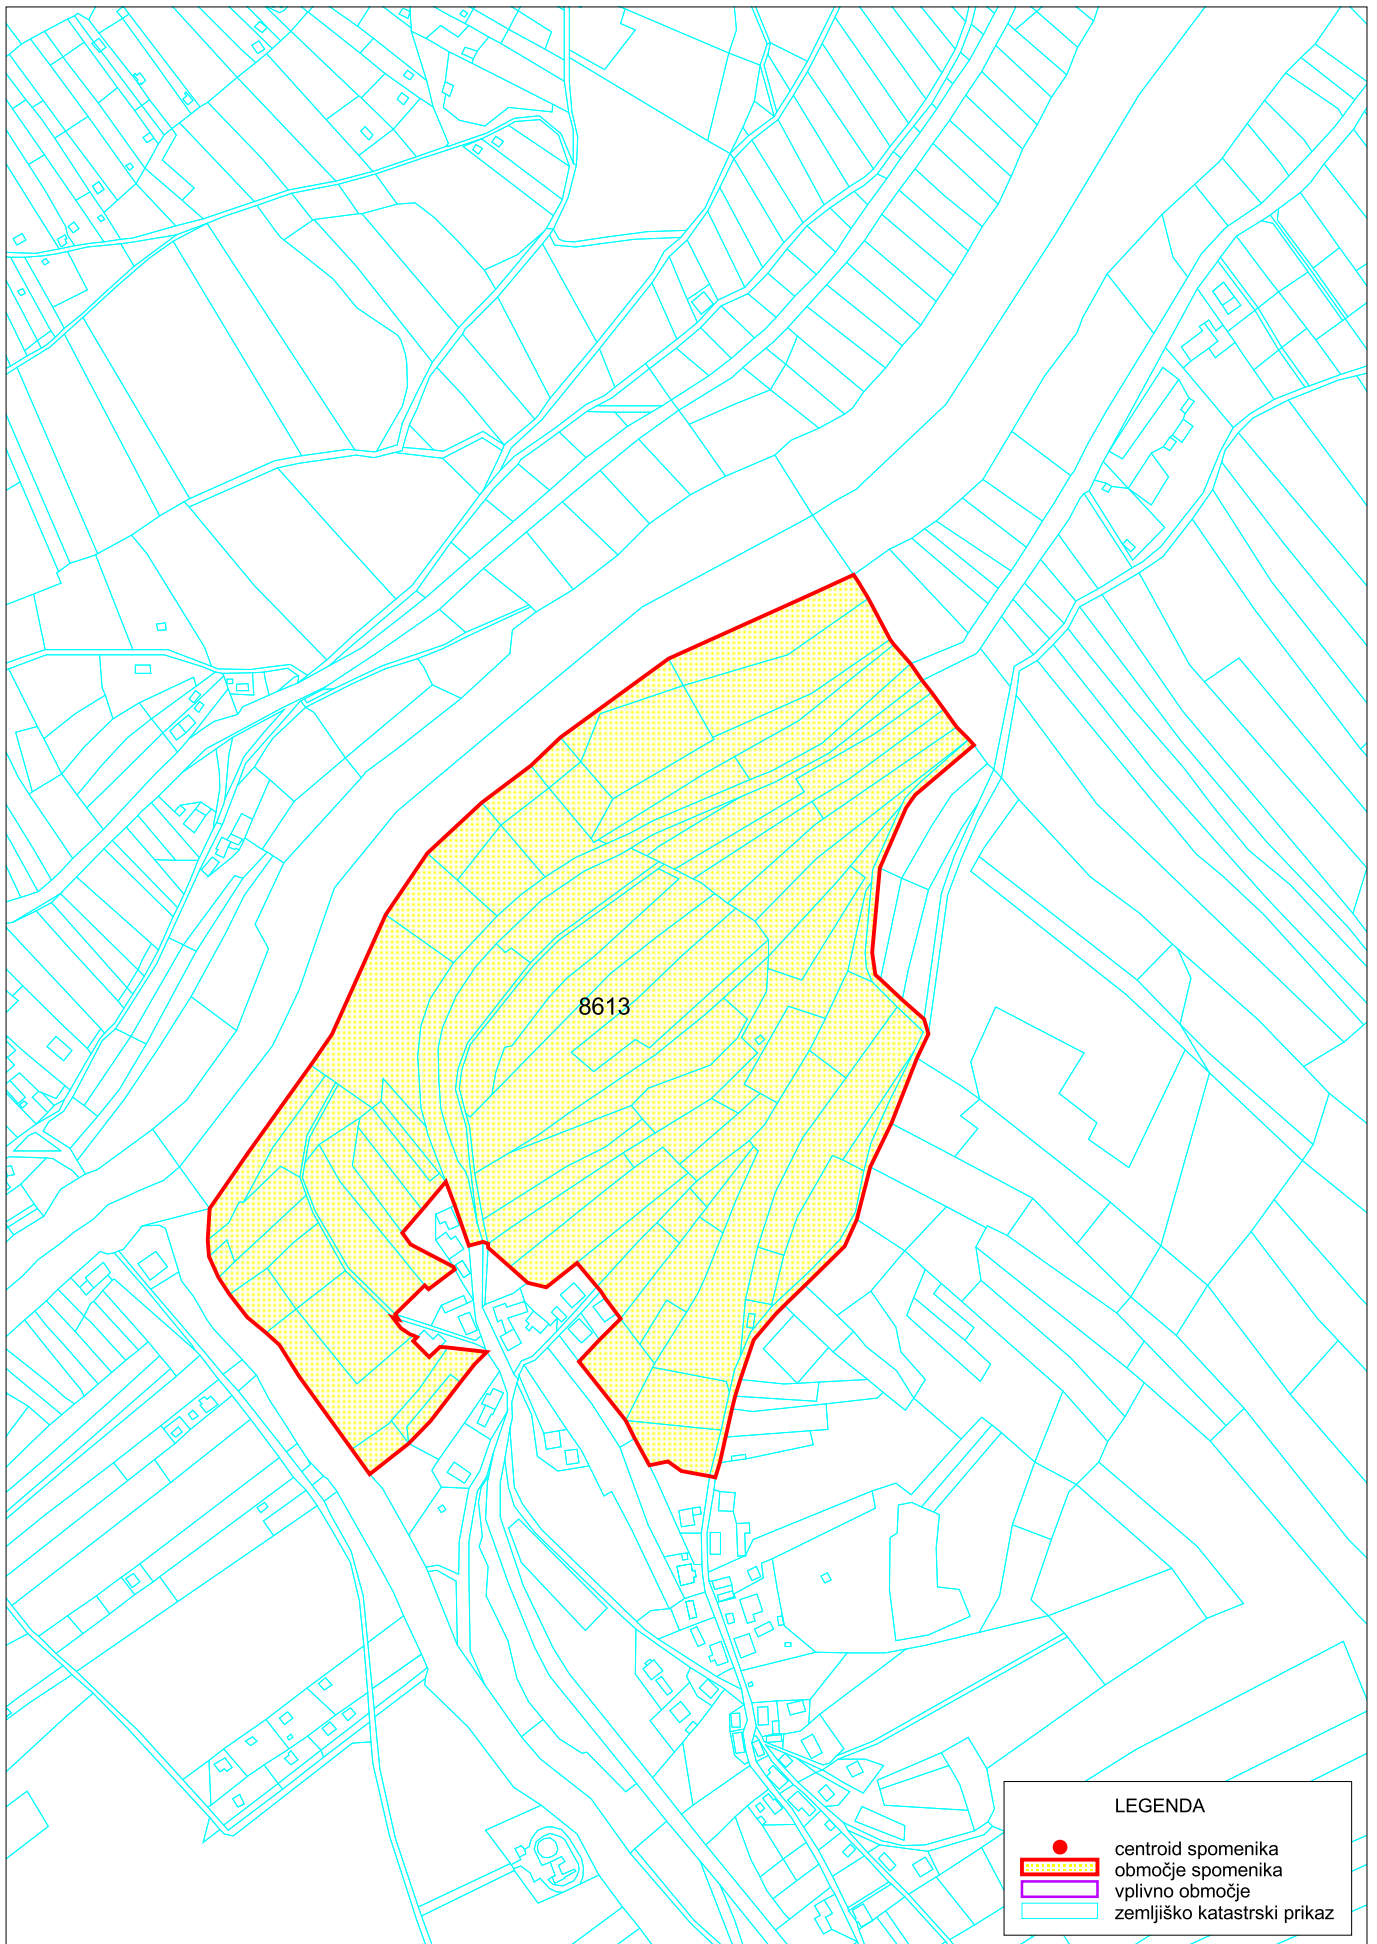 8613
LEGENDA
centroid spomenika
območje spomenika
vplivno območje
zemljiško katastrski prikaz